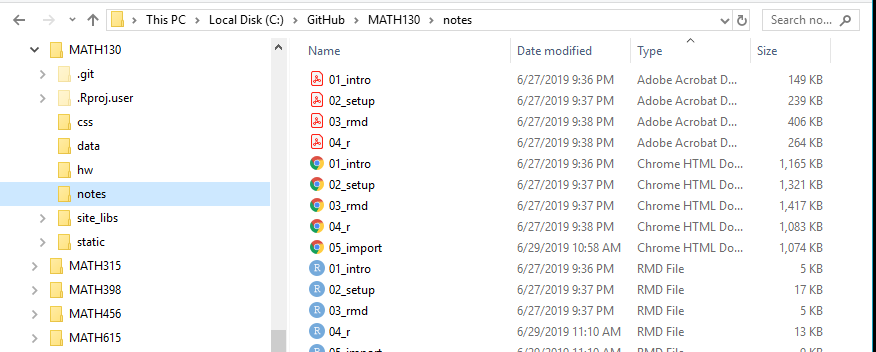 This PC > Local Disk (C:) > GitHub > MATH130 > notes Search no...
MATH130
.git
.Rproj.user
css
data
hw
notes
site_libs
static
MATH315
MATH398
MATH456
MATH615
Name Date modified Type Size
01_intro 6/27/2019 9:36 PM Adobe Acrobat D... 149 KB
02_setup 6/27/2019 9:37 PM Adobe Acrobat D... 239 KB
03_rmd 6/27/2019 9:38 PM Adobe Acrobat D... 406 KB
04_r 6/27/2019 9:38 PM Adobe Acrobat D... 264 KB
01_intro 6/27/2019 9:36 PM Chrome HTML Do... 1,165 KB
02_setup 6/27/2019 9:37 PM Chrome HTML Do... 1,321 KB
03_rmd 6/27/2019 9:37 PM Chrome HTML Do... 1,417 KB
04_r 6/27/2019 9:38 PM Chrome HTML Do... 1,083 KB
05_import 6/29/2019 10:58 AM Chrome HTML Do... 1,074 KB
01_intro 6/27/2019 9:36 PM RMD File 5 KB
02_setup 6/27/2019 9:37 PM RMD File 17 KB
03_rmd 6/27/2019 9:37 PM RMD File 5 KB
04_r 6/29/2019 11:10 AM RMD File 13 KB
05_import 6/29/2019 11:10 AM RMD File